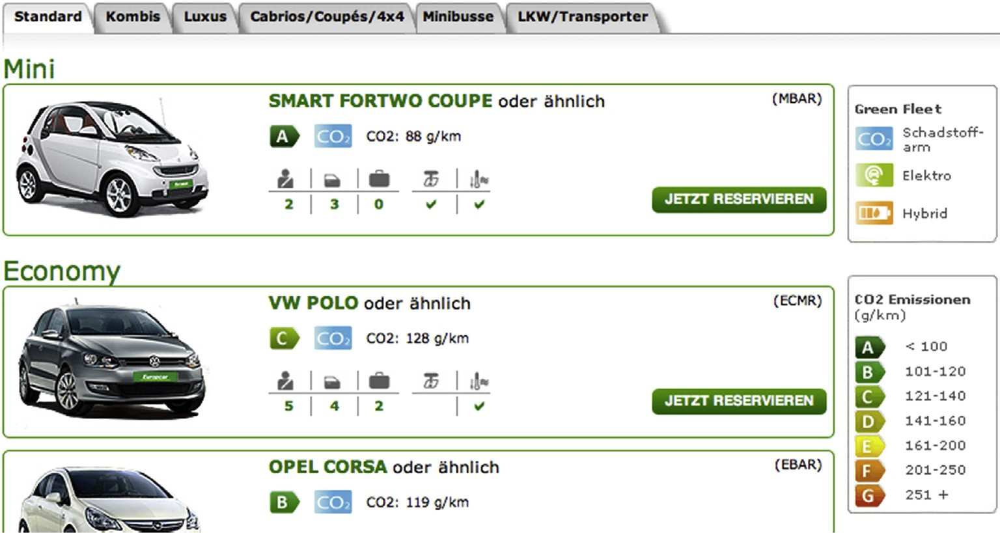 Standard Kombis Luxus Cabrios/Coupés/4x4 Minibusse LKW/Transporter
Mini
SMART FORTWO COUPE oder ähnlich (MBAR)
A CO2 CO2: 88 g/km
2 3 0
JETZT RESERVIEREN
Europcar
Green Fleet
CO2 Schadstoff-
arm
Elektro
Hybrid
Economy
VW POLO oder ähnlich (ECMR)
C CO2 CO2: 128 g/km
5 4 2
JETZT RESERVIEREN
Europcar
OPEL CORSA oder ähnlich (EBAR)
B CO2 CO2: 119 g/km
CO2 Emissionen
(g/km)
A < 100
B 101-120
C 121-140
D 141-160
E 161-200
F 201-250
G 251 +